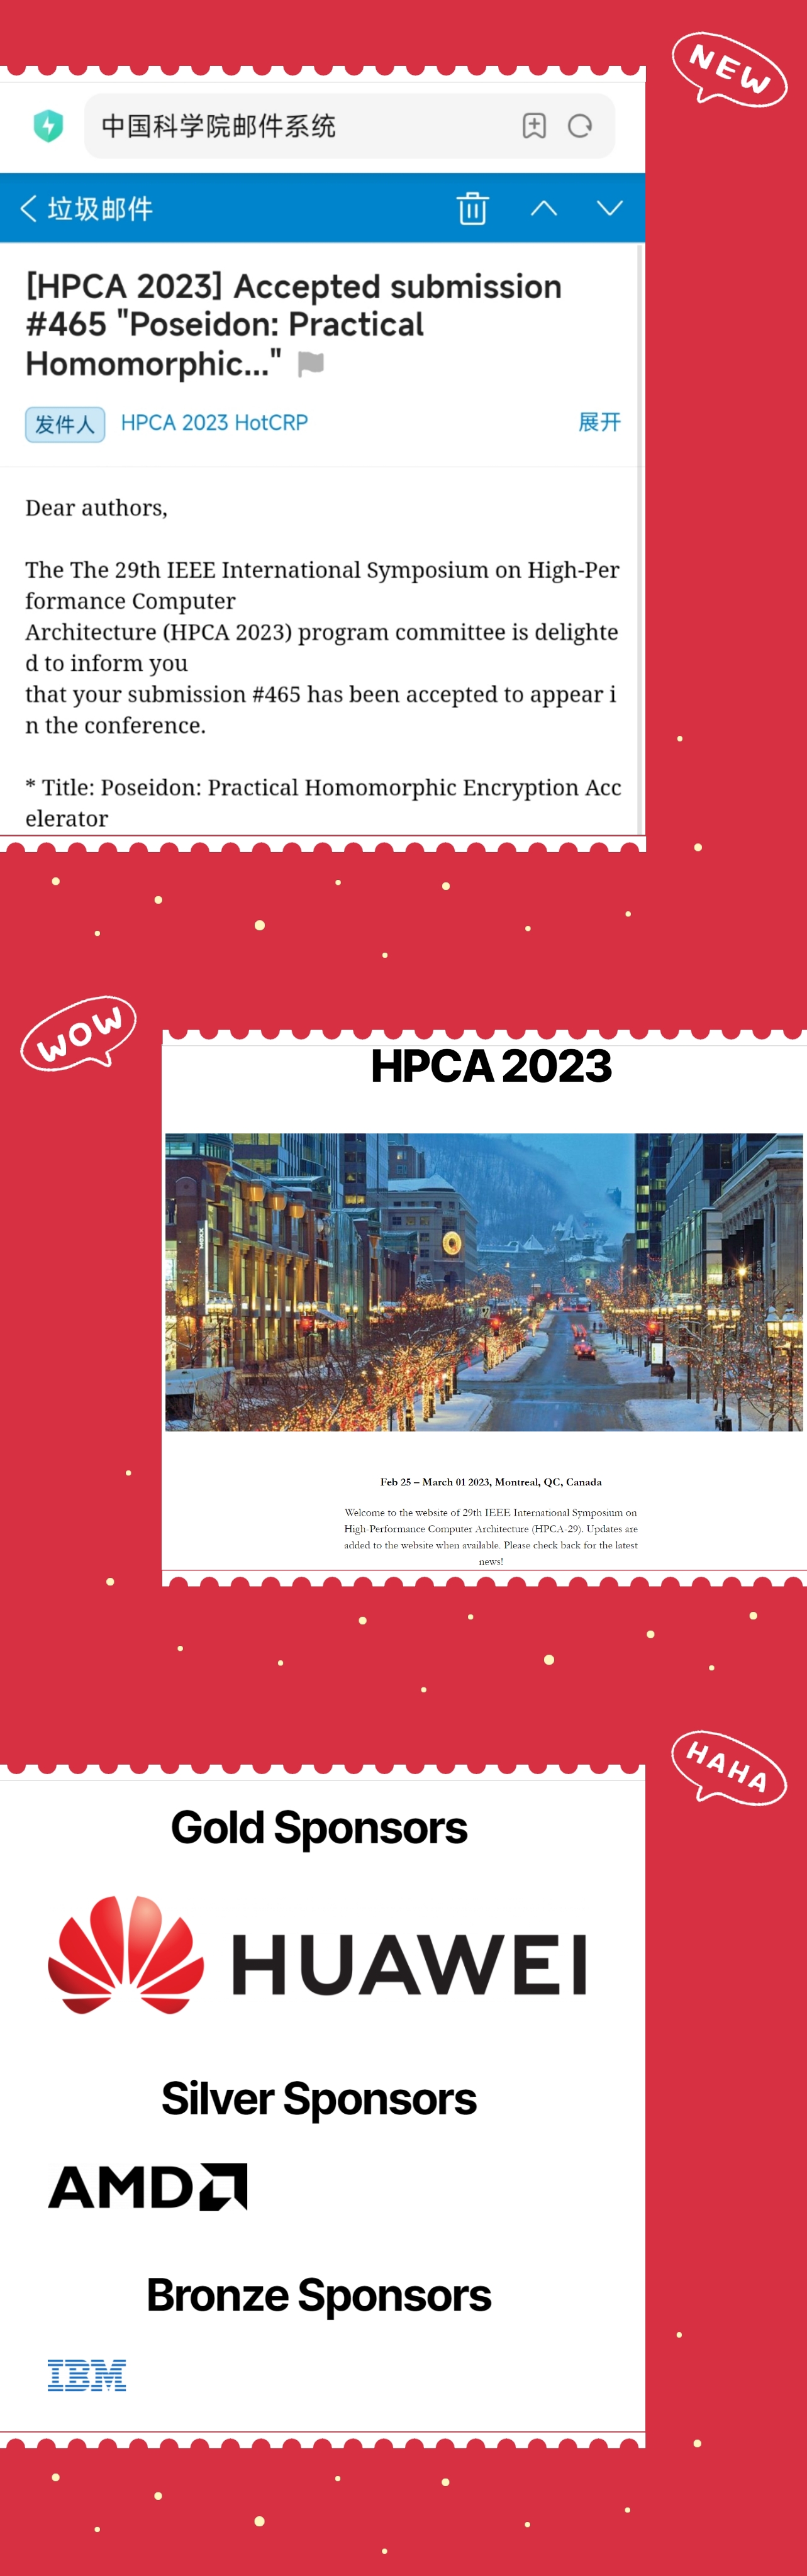 NEW
中国科学院邮件系统
垃圾邮件
[HPCA 2023] Accepted submission
#465 "Poseidon: Practical
Homomorphic..."
发件人 HPCA 2023 HotCRP 展开
Dear authors,
The The 29th IEEE International Symposium on High-Per
formance Computer
Architecture (HPCA 2023) program committee is delighte
d to inform you
that your submission #465 has been accepted to appear i
n the conference.
* Title: Poseidon: Practical Homomorphic Encryption Acc
elerator
WOW
HPCA 2023
Feb 25 – March 01 2023, Montreal, QC, Canada
Welcome to the website of 29th IEEE International Symposium on
High-Performance Computer Architecture (HPCA-29). Updates are
added to the website when available. Please check back for the latest
news!
HAHA
Gold Sponsors
HUAWEI
Silver Sponsors
AMD
Bronze Sponsors
IBM